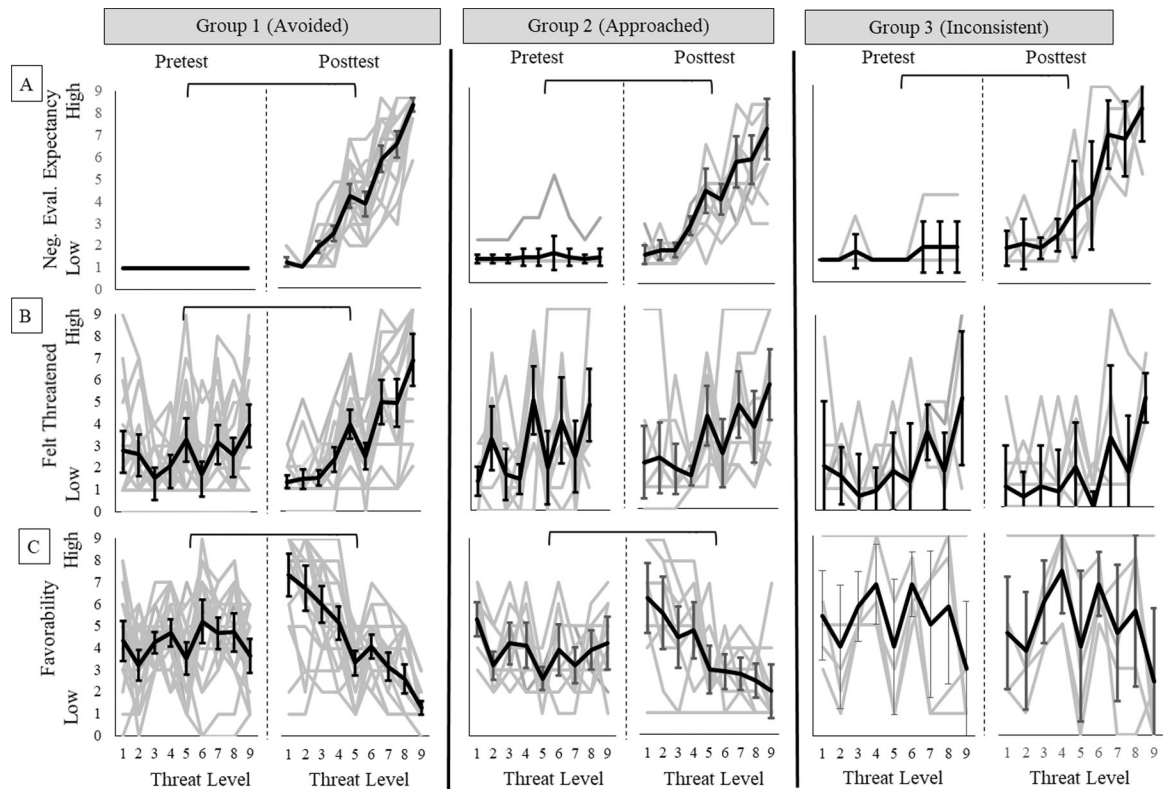 Group 1 (Avoided)
Group 2 (Approached)
Group 3 (Inconsistent)
Pretest
Posttest
Pretest
Posttest
Pretest
Posttest
A
Neg. Eval. Expectancy
Low
High
9
8
7
6
5
4
3
2
1
0
B
Felt Threatened
Low
High
9
8
7
6
5
4
3
2
1
0
C
Favorability
Low
High
9
8
7
6
5
4
3
2
1
0
1 2 3 4 5 6 7 8 9
1 2 3 4 5 6 7 8 9
1 2 3 4 5 6 7 8 9
1 2 3 4 5 6 7 8 9
1 2 3 4 5 6 7 8 9
1 2 3 4 5 6 7 8 9
Threat Level
Threat Level
Threat Level
Threat Level
Threat Level
Threat Level